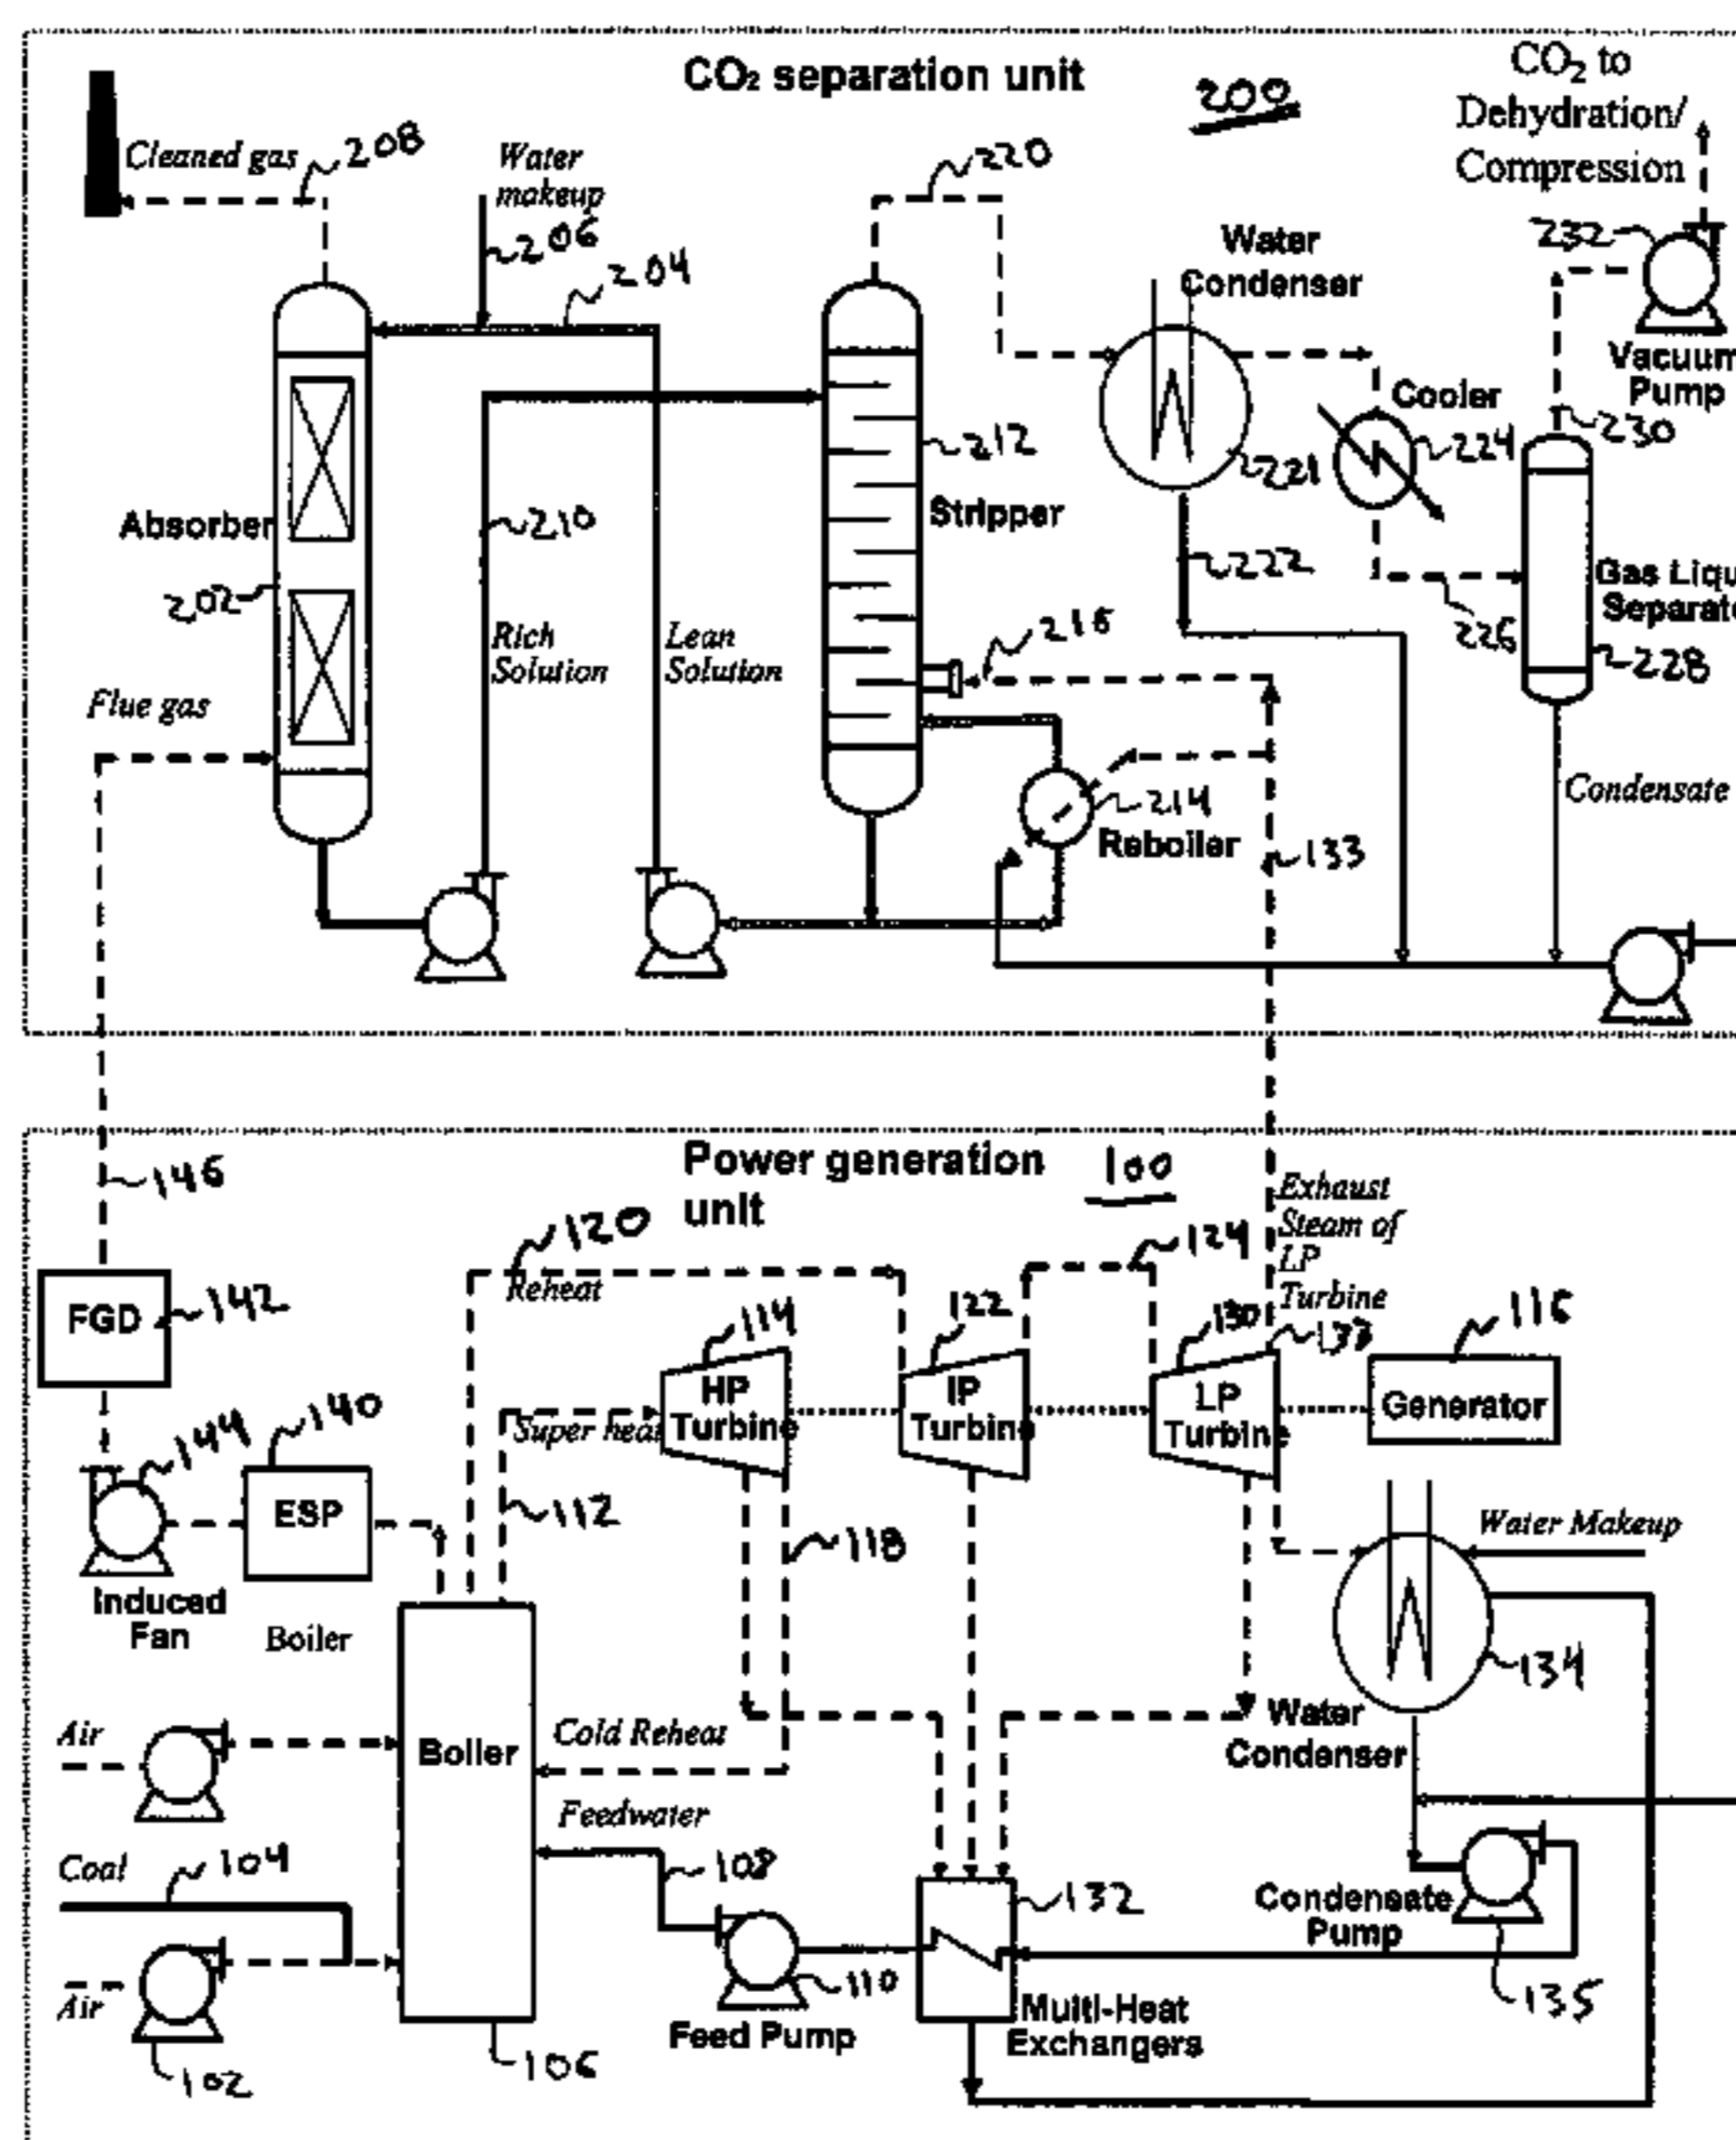 CO₂ separation unit
200
CO₂ to
Dehydration/
Compression
Cleaned gas
208
Water
makeup
206
204
220
Water
Condenser
232
Vacuum
Pump
230
Cooler
224
221
212
Stripper
Absorber
202
210
222
226
Gas Liqu
Separato
228
Rich
Solution
Lean
Solution
216
Flue gas
214
Reboiler
133
Condensate
146
Power generation
unit
100
120
Reheat
124
Exhaust
Steam of
LP
Turbine
133
FGD
142
114
HP
Turbine
122
IP
Turbine
130
LP
Turbine
116
Generator
144
140
ESP
Super heat
112
118
Induced
Fan
Boiler
Water Makeup
134
Water
Condenser
Air
Boiler
Cold Reheat
Feedwater
Coal
104
108
132
Condensate
Pump
135
Air
102
106
110
Feed Pump
Multi-Heat
Exchangers